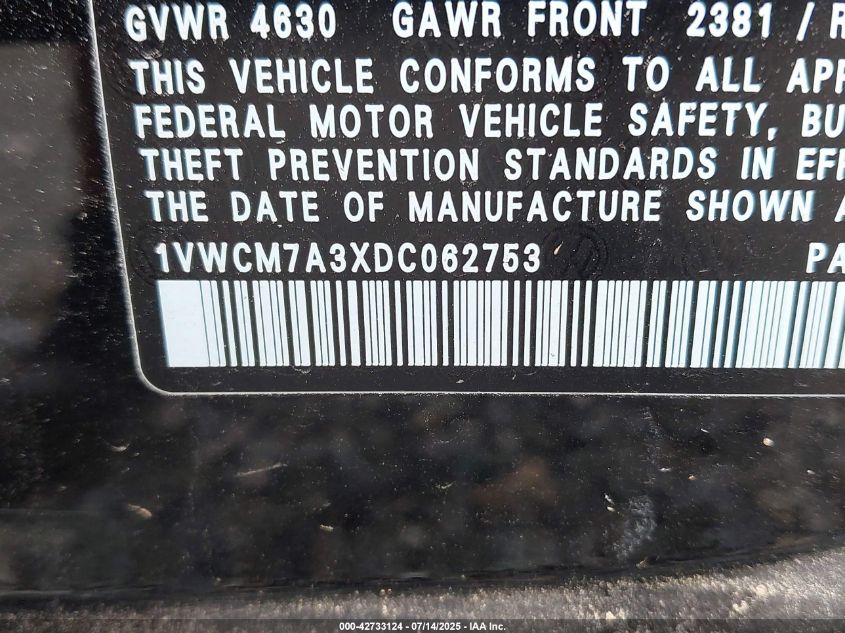 GVWR 4630 GAWR FRONT 2381 / R
THIS VEHICLE CONFORMS TO ALL APP
FEDERAL MOTOR VEHICLE SAFETY, BU
THEFT PREVENTION STANDARDS IN EFF
THE DATE OF MANUFACTURE SHOWN A
1VWCM7A3XDC062753 PA
000-42733124 - 07/14/2025 - IAA Inc.